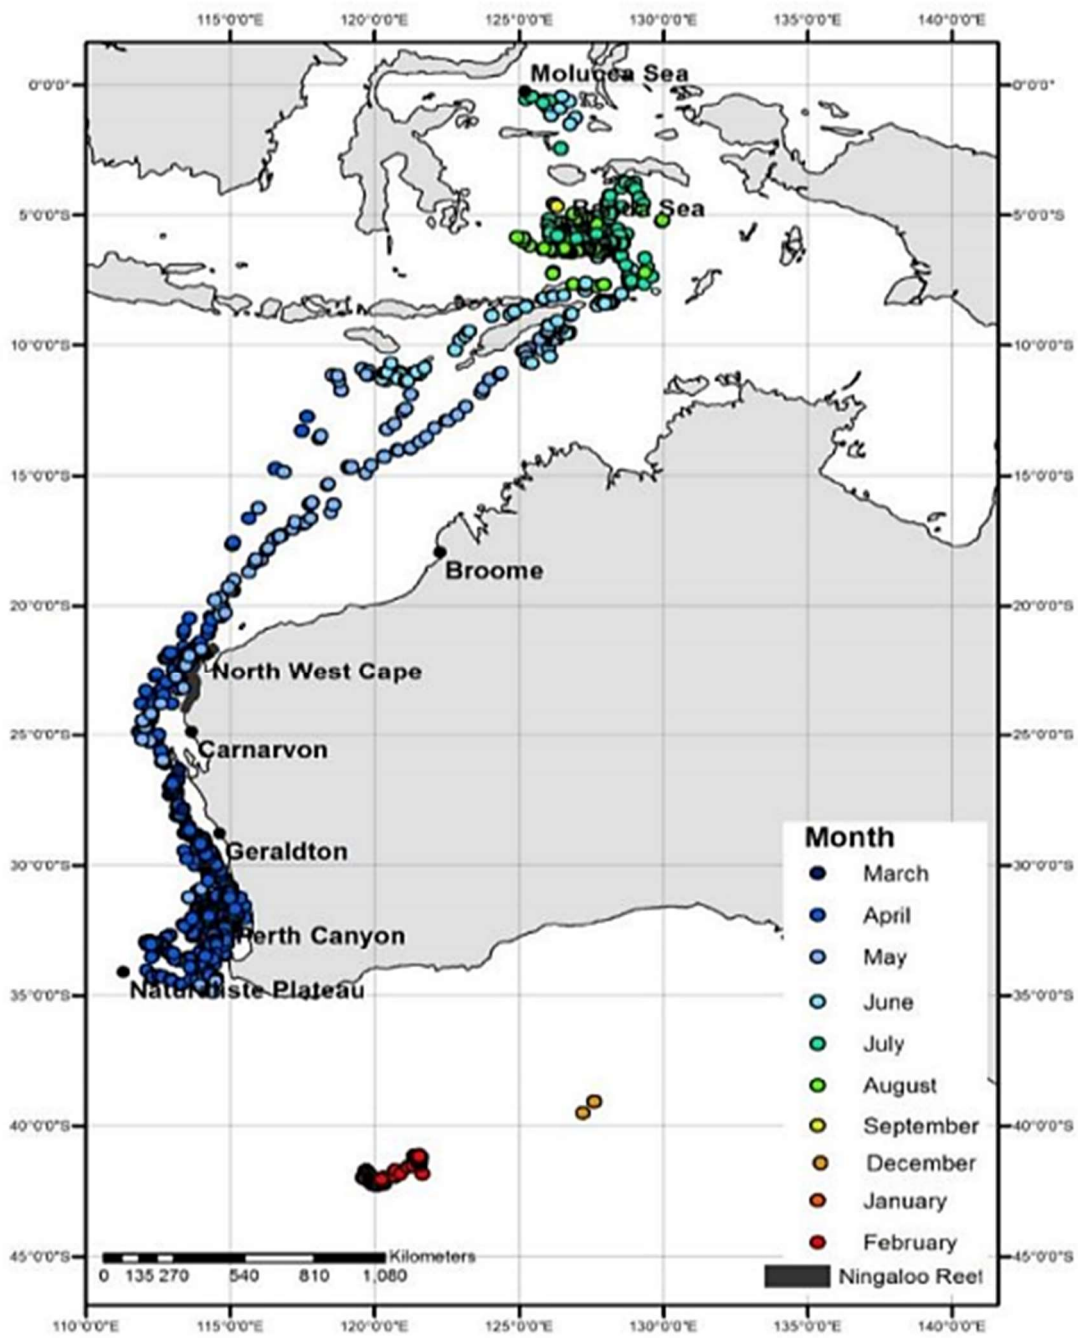 115°0'0"E 120°0'0"E 125°0'0"E 130°0'0"E 135°0'0"E 140°0'0"E
Molucca Sea
0°0'0" 0°0'0"
Banda Sea
5°0'0"S 5°0'0"S
10°0'0"S 10°0'0"S
15°0'0"S 15°0'0"S
Broome
20°0'0"S 20°0'0"S
North West Cape
25°0'0"S 25°0'0"S
Carnarvon
Geraldton
30°0'0"S 30°0'0"S
Perth Canyon
Naturaliste Plateau
35°0'0"S 35°0'0"S
40°0'0"S 40°0'0"S
45°0'0"S 45°0'0"S
Month
March
April
May
June
July
August
September
December
January
February
Ningaloo Reef
Kilometers
0 135 270 540 810 1,080
110°0'0"E 115°0'0"E 120°0'0"E 125°0'0"E 130°0'0"E 135°0'0"E 140°0'0"E